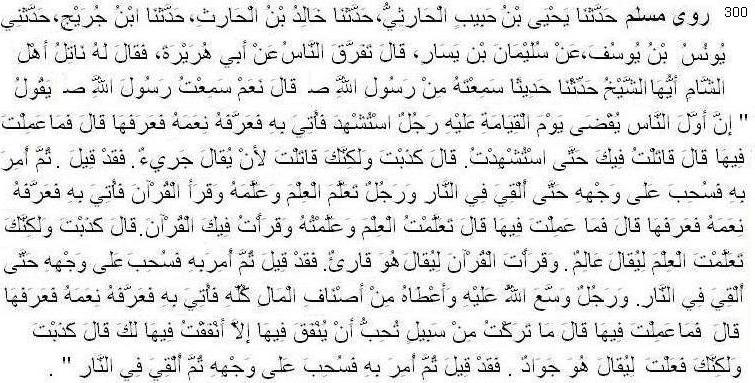 300 روى مسلم حَدَّثَنَا يَحْيَى بْنُ حَبِيبٍ الْحَارِثِيُّ، حَدَّثَنَا خَالِدُ بْنُ الْحَارِثِ، حَدَّثَنَا ابْنُ جُرَيْجٍ، حَدَّثَنِي
يُونُسُ بْنُ يُوسُفَ، عَنْ سُلَيْمَانَ بْنِ يَسَارٍ، قَالَ تَفَرَّقَ النَّاسُ عَنْ أَبِي هُرَيْرَةَ، فَقَالَ لَهُ نَاتِلُ أَهْلِ
الشَّامِ أَيُّهَا الشَّيْخُ حَدِّثْنَا حَدِيثًا سَمِعْتَهُ مِنْ رَسُولِ اللَّهِ ص قَالَ نَعَمْ سَمِعْتُ رَسُولَ اللَّهِ ص يَقُولُ
" إِنَّ أَوَّلَ النَّاسِ يُقْضَى يَوْمَ الْقِيَامَةِ عَلَيْهِ رَجُلٌ اسْتُشْهِدَ فَأُتِيَ بِهِ فَعَرَّفَهُ نِعَمَهُ فَعَرَفَهَا قَالَ فَمَا عَمِلْتَ
فِيهَا قَالَ قَاتَلْتُ فِيكَ حَتَّى اسْتُشْهِدْتُ. قَالَ كَذَبْتَ وَلَكِنَّكَ قَاتَلْتَ لأَنْ يُقَالَ جَرِيءٌ. فَقَدْ قِيلَ . ثُمَّ أُمِرَ
بِهِ فَسُحِبَ عَلَى وَجْهِهِ حَتَّى أُلْقِيَ فِي النَّارِ وَرَجُلٌ تَعَلَّمَ الْعِلْمَ وَعَلَّمَهُ وَقَرَأَ الْقُرْآنَ فَأُتِيَ بِهِ فَعَرَّفَهُ
نِعَمَهُ فَعَرَفَهَا قَالَ فَمَا عَمِلْتَ فِيهَا قَالَ تَعَلَّمْتُ الْعِلْمَ وَعَلَّمْتُهُ وَقَرَأْتُ فِيكَ الْقُرْآنَ. قَالَ كَذَبْتَ وَلَكِنَّكَ
تَعَلَّمْتَ الْعِلْمَ لِيُقَالَ عَالِمٌ . وَقَرَأْتَ الْقُرْآنَ لِيُقَالَ هُوَ قَارِئٌ. فَقَدْ قِيلَ ثُمَّ أُمِرَ بِهِ فَسُحِبَ عَلَى وَجْهِهِ حَتَّى
أُلْقِيَ فِي النَّارِ. وَرَجُلٌ وَسَّعَ اللَّهُ عَلَيْهِ وَأَعْطَاهُ مِنْ أَصْنَافِ الْمَالِ كُلِّهِ فَأُتِيَ بِهِ فَعَرَّفَهُ نِعَمَهُ فَعَرَفَهَا
قَالَ فَمَا عَمِلْتَ فِيهَا قَالَ مَا تَرَكْتُ مِنْ سَبِيلٍ تُحِبُّ أَنْ يُنْفَقَ فِيهَا إِلاَّ أَنْفَقْتُ فِيهَا لَكَ قَالَ كَذَبْتَ
وَلَكِنَّكَ فَعَلْتَ لِيُقَالَ هُوَ جَوَادٌ . فَقَدْ قِيلَ ثُمَّ أُمِرَ بِهِ فَسُحِبَ عَلَى وَجْهِهِ ثُمَّ أُلْقِيَ فِي النَّارِ " .